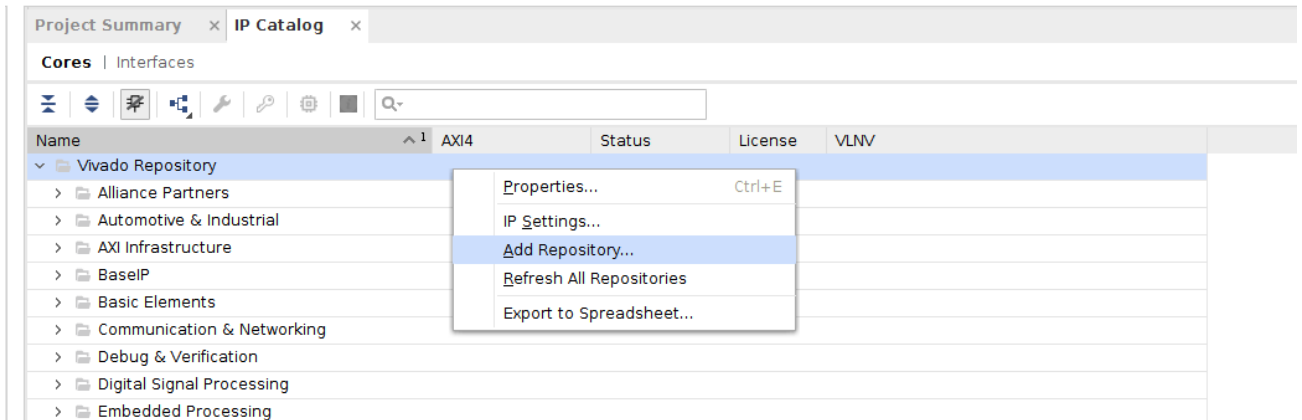 Project Summary × IP Catalog ×
Cores | Interfaces
Name 1 AXI4 Status License VLNV
Vivado Repository
Properties... Ctrl+E
Alliance Partners
Automotive & Industrial
IP Settings...
AXI Infrastructure
Add Repository...
BaseIP
Refresh All Repositories
Basic Elements
Export to Spreadsheet...
Communication & Networking
Debug & Verification
Digital Signal Processing
Embedded Processing